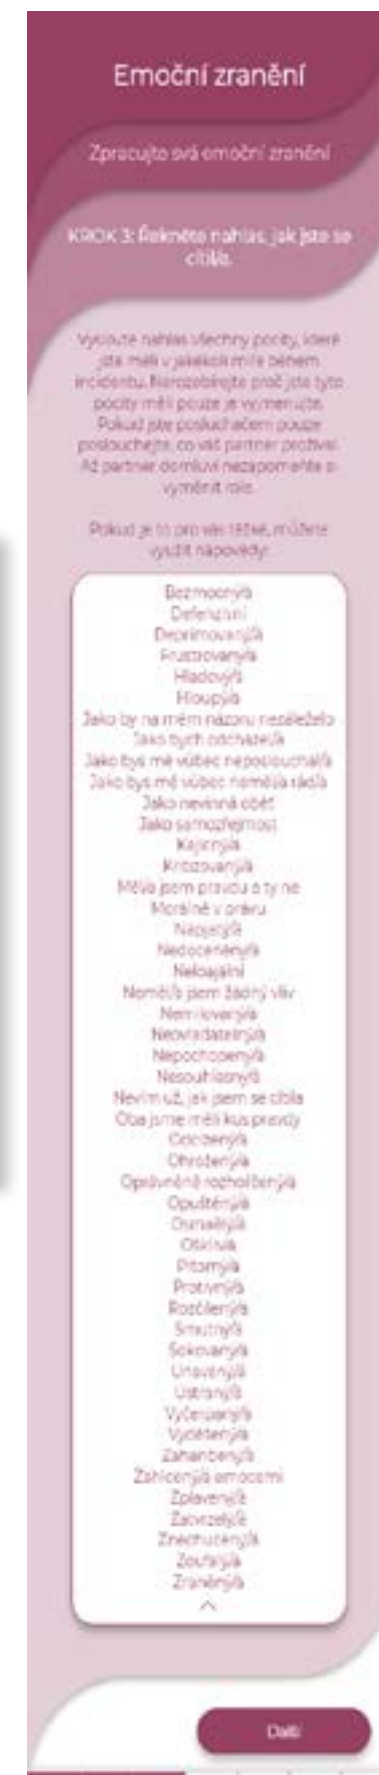 Emoční zranění
Zpracujte svá emoční zranění
KROK 3: Řekněte nahlas, jak jste se
cítili/e.
Vyslovte nahlas všechny pocity, které
jste měli v jakékoli míře během
incidentu. Nerozebírejte proč jste tyto
pocity měli pouze je vyjmenujte.
Pokud jste posluchačem pouze
poslouchejte, co váš partner prožíval.
Až partner domluví nezapomeňte si
vyměnit role.
Pokud je to pro vás těžké, můžete
využít nápovědy:
Bezmocný/á
Defenzivní
Deprimovaný/á
Frustrovaný/á
Hladový/á
Hloupý/á
Jako by na mém názoru nezáleželo
Jako bych odcházel/a
Jako bys mě vůbec neposlouchal/a
Jako bys mě vůbec neměl/a rád/a
Jako nevinná oběť
Jako samozřejmost
Kajícný/á
Kritizovaný/á
Měl/a jsem pravdu a ty ne
Morálně v právu
Napjatý/á
Nedoceněný/á
Neloajální
Neměl/a jsem žádný vliv
Nemilovaný/á
Neovladatelný/á
Nepochopený/á
Nesouhlasný/á
Nevím už, jak jsem se cítila
Oba jsme měli kus pravdy
Odcizený/á
Ohrožený/á
Oprávněně rozhořčený/á
Opuštěný/á
Osamělý/á
Ošklivá
Pitomý/á
Protivný/á
Rozčílený/á
Smutný/á
Šokovaný/á
Unavený/á
Ustraný/á
Vyčerpaný/á
Vyděšený/á
Zahanbený/á
Zahlcený/á emocemi
Zplavený/á
Zatvrzelý/á
Znechucený/á
Zoufalý/á
Zraněný/á
Další